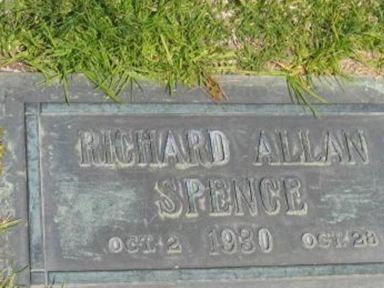 RICHARD ALLAN
SPENCE
OCT. 2 1930 OCT. 28